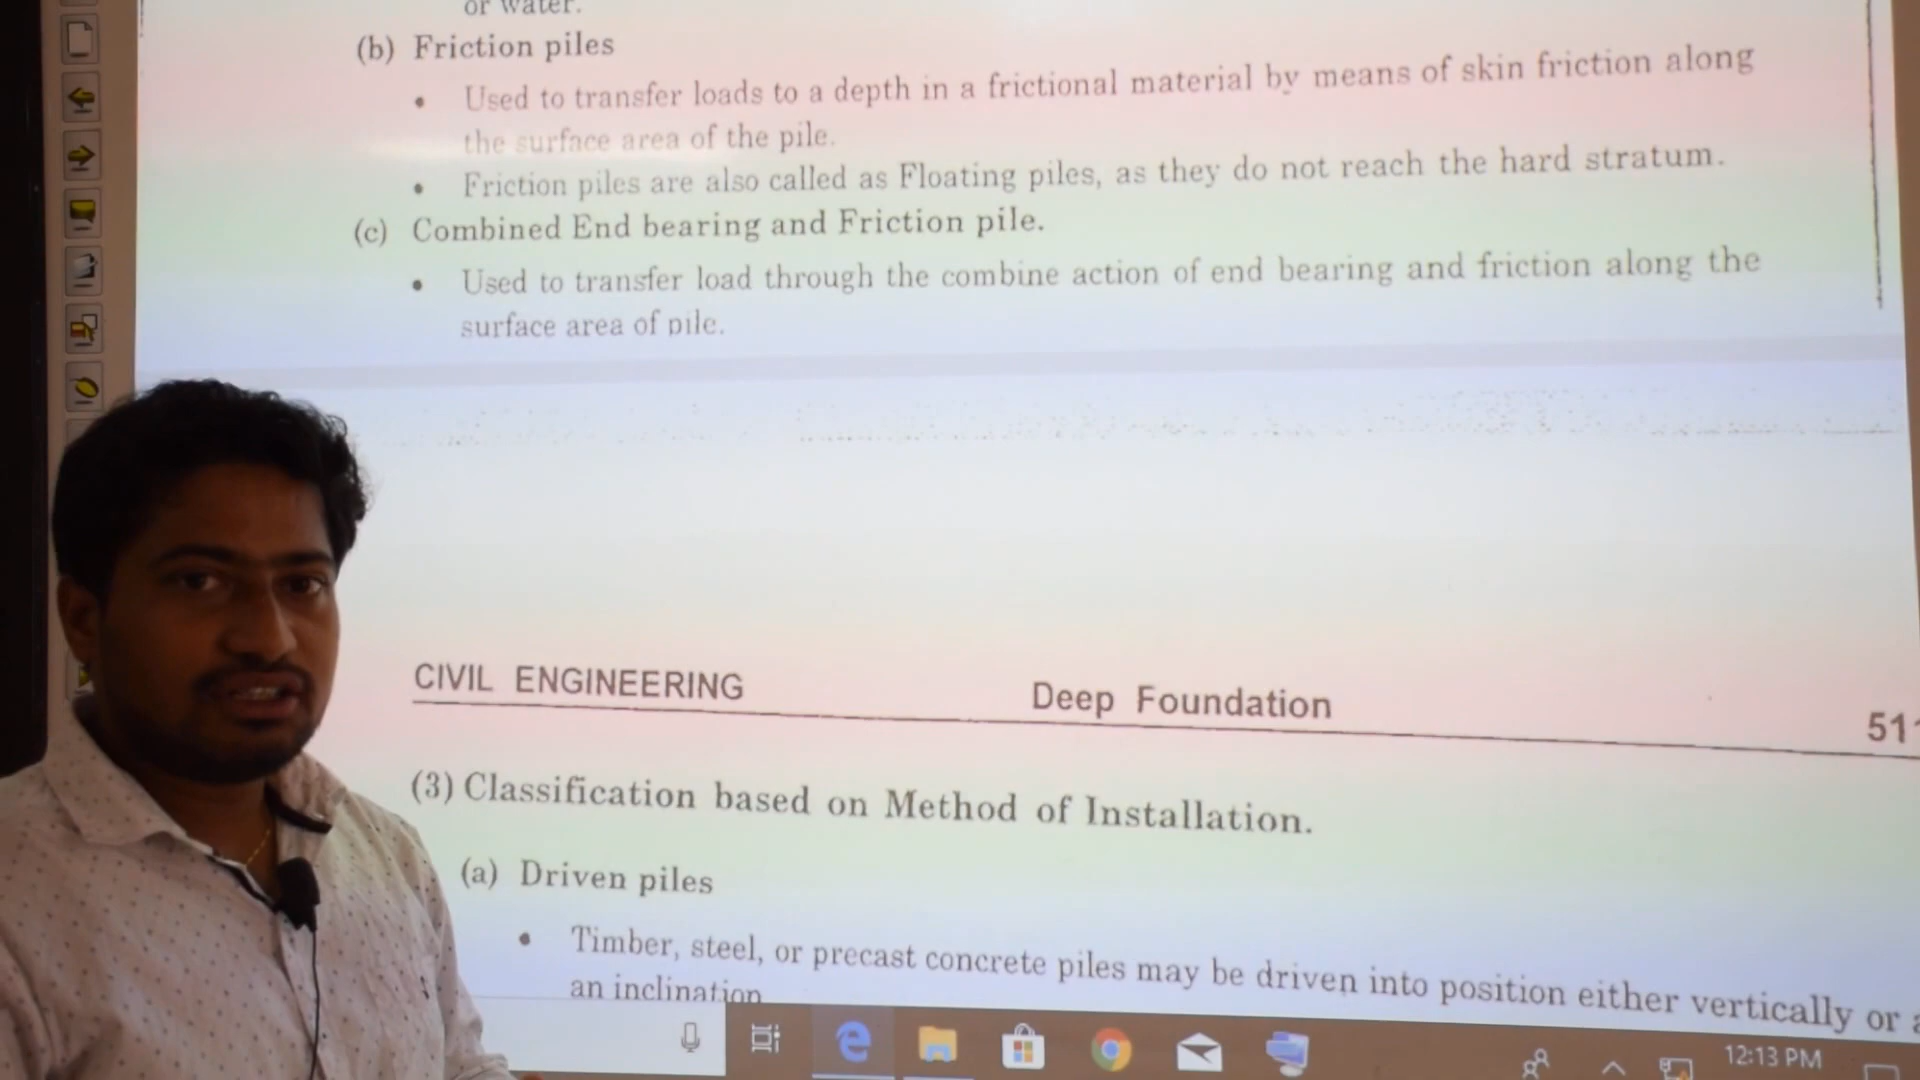 or water.
(b) Friction piles
• Used to transfer loads to a depth in a frictional material by means of skin friction along
the surface area of the pile.
• Friction piles are also called as Floating piles, as they do not reach the hard stratum.
(c) Combined End bearing and Friction pile.
• Used to transfer load through the combine action of end bearing and friction along the
surface area of pile.
CIVIL ENGINEERING Deep Foundation 51
(3) Classification based on Method of Installation.
(a) Driven piles
• Timber, steel, or precast concrete piles may be driven into position either vertically or a
an inclination
12:13 PM